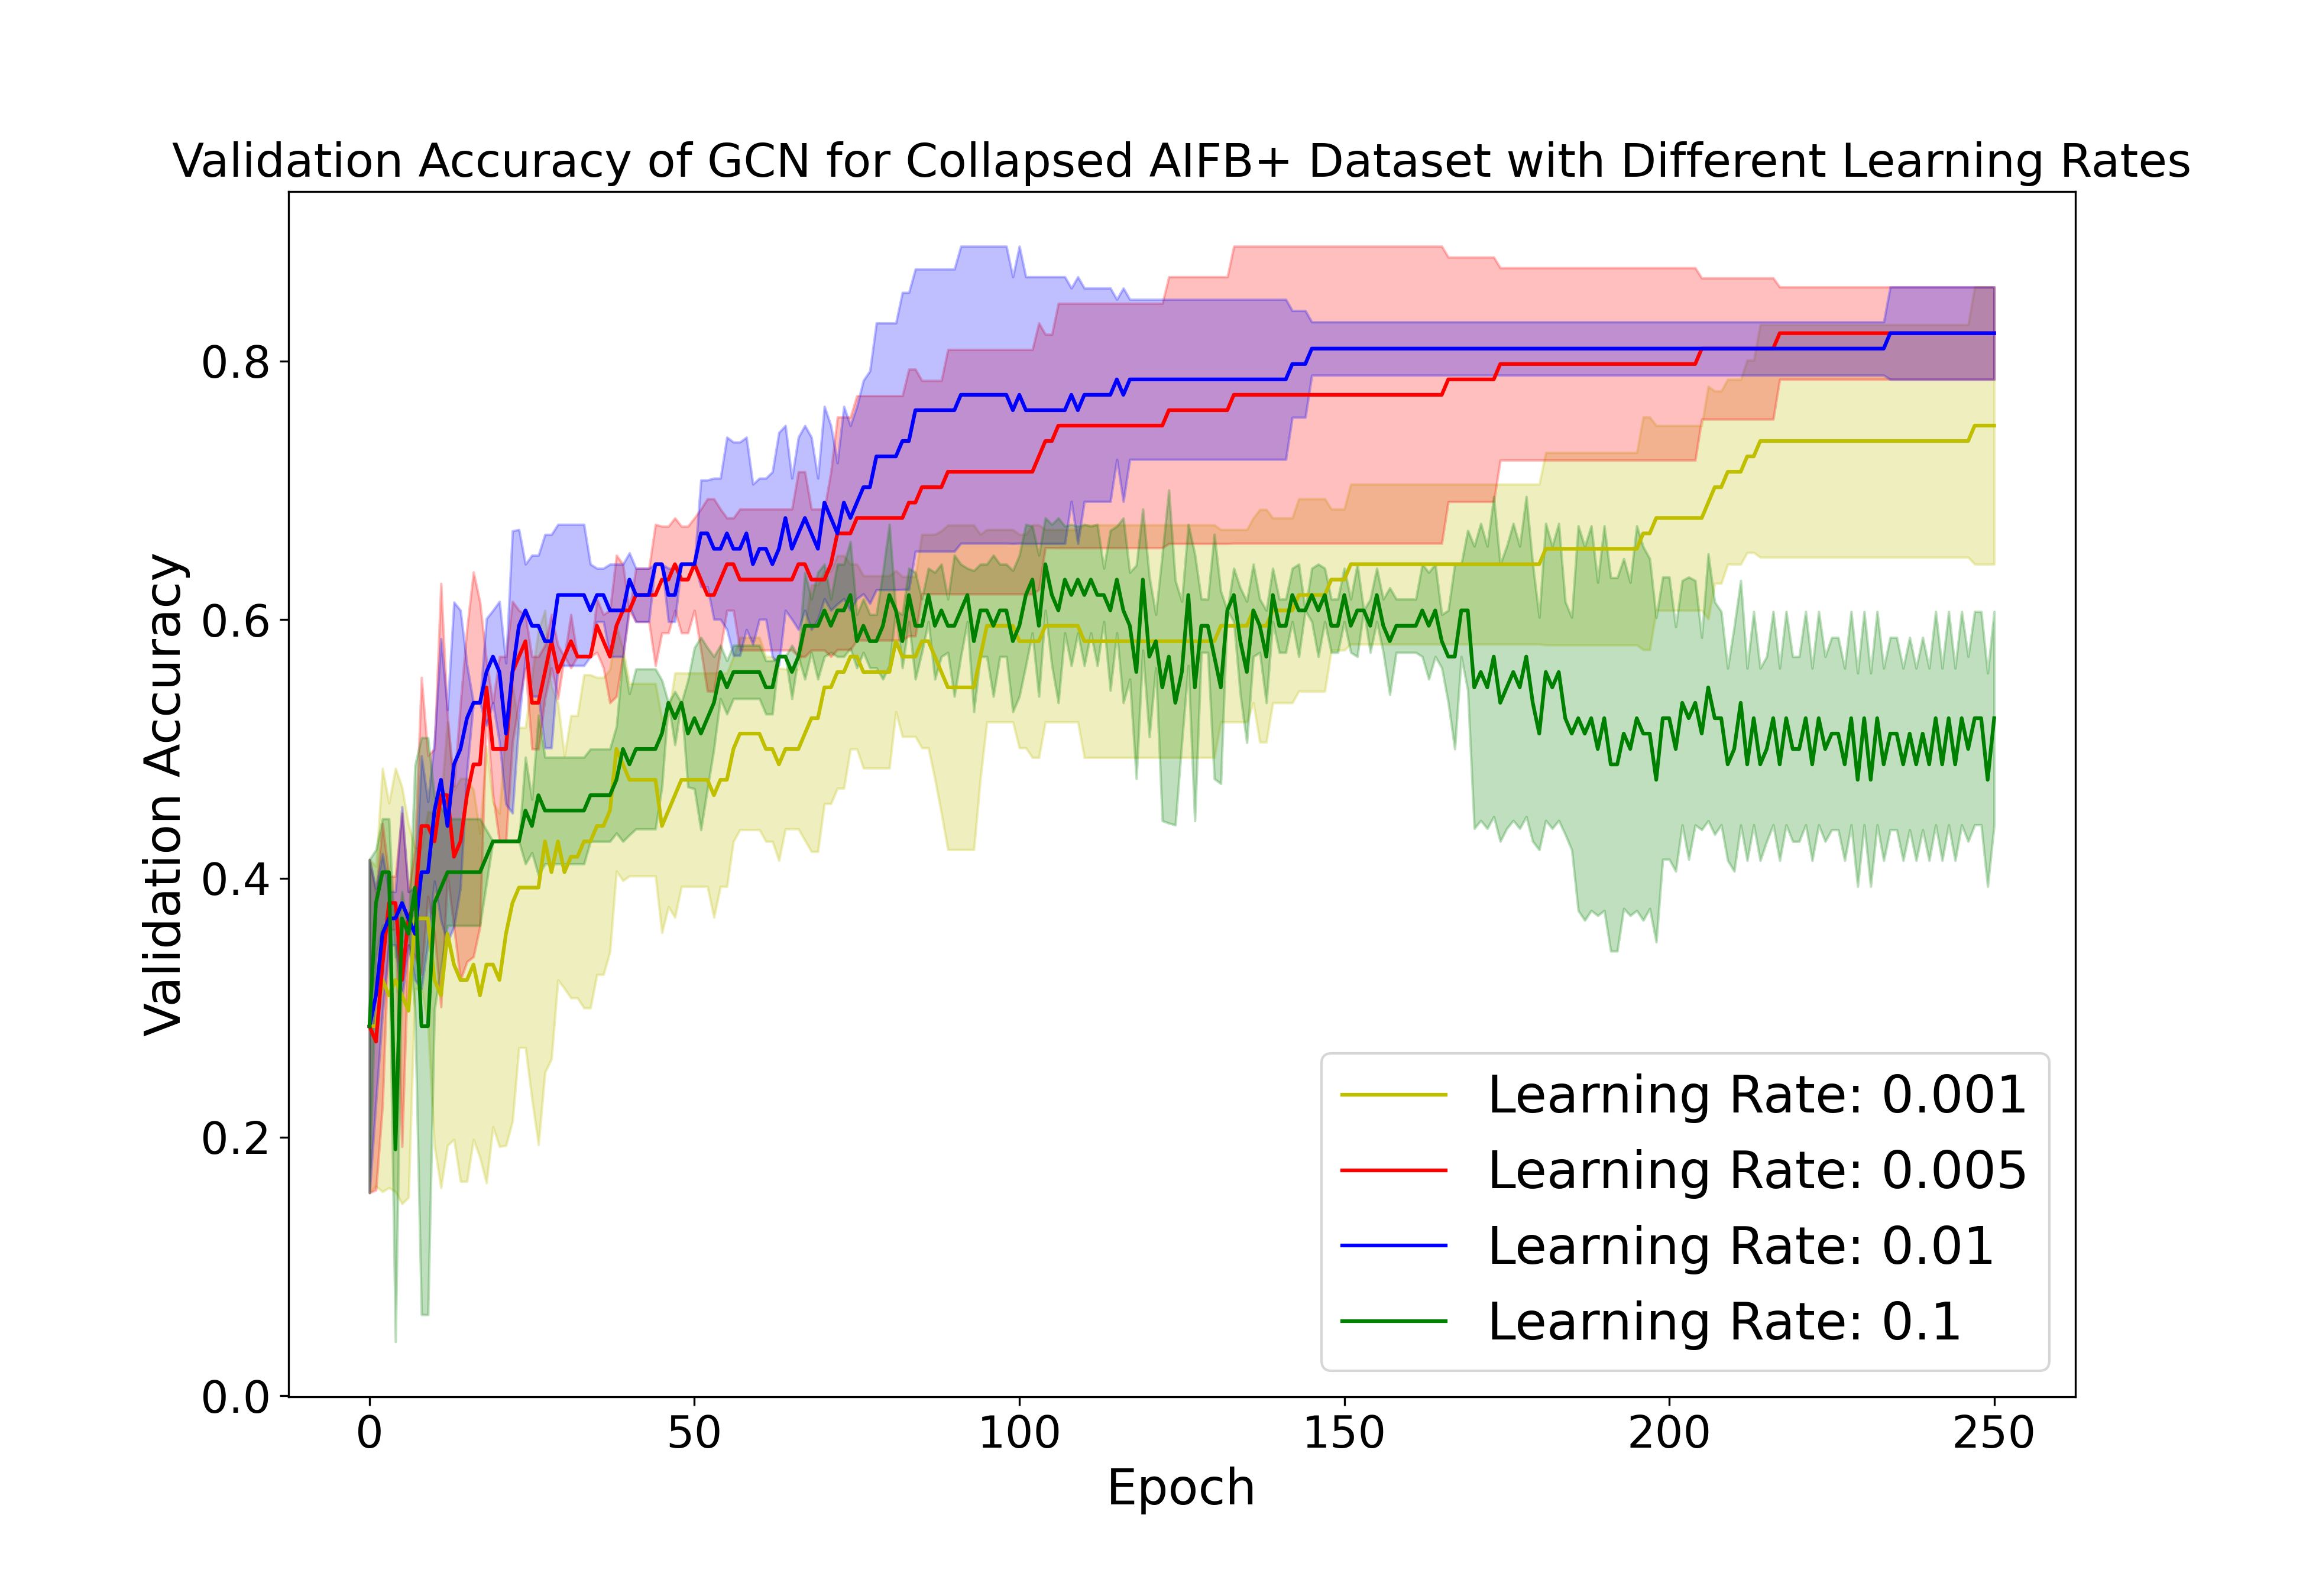 Validation Accuracy of GCN for Collapsed AIFB+ Dataset with Different Learning Rates
Validation Accuracy
0.8
0.6
0.4
0.2
0.0
0 50 100 150 200 250
Epoch
Learning Rate: 0.001
Learning Rate: 0.005
Learning Rate: 0.01
Learning Rate: 0.1